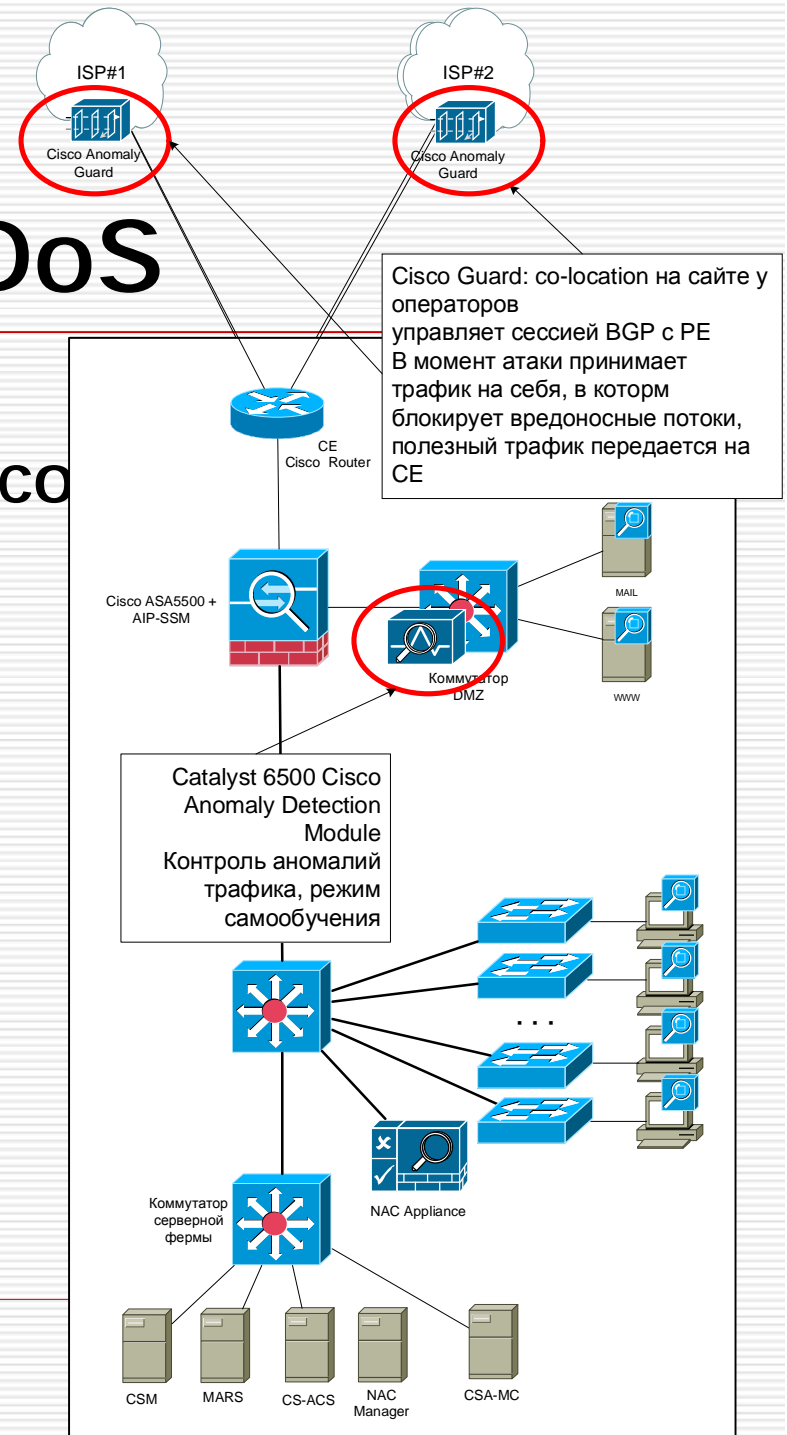 ISP#1
ISP#2
Cisco Anomaly
Guard
Cisco Anomaly
Guard
DoS
Cisco Guard: co-location на сайте у
операторов
управляет сессией BGP с PE
В момент атаки принимает
трафик на себя, в которм
блокирует вредоносные потоки,
полезный трафик передается на
CE
CE
Cisco Router
co
Cisco ASA5500 +
AIP-SSM
MAIL
Коммутатор
DMZ
WWW
Catalyst 6500 Cisco
Anomaly Detection
Module
Контроль аномалий
трафика, режим
самообучения
. . .
NAC Appliance
Коммутатор
серверной
фермы
CSM
MARS
CS-ACS
NAC
Manager
CSA-MC